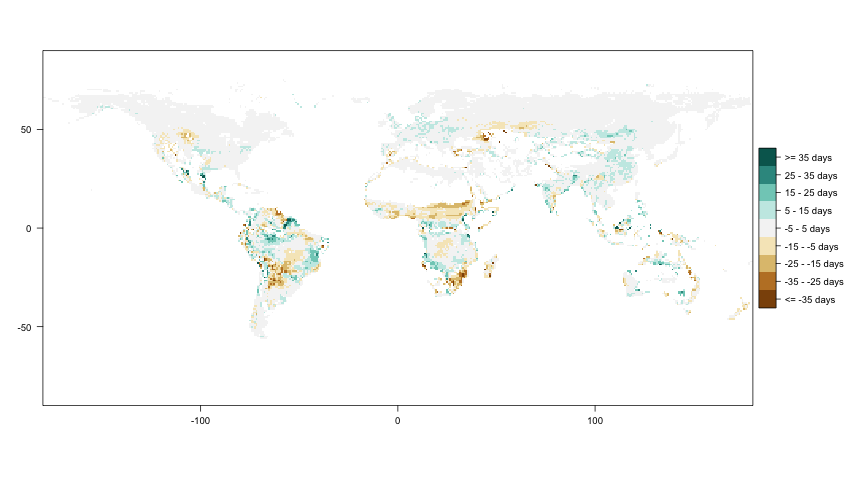 50
0
-50
-100
0
100
>= 35 days
25 - 35 days
15 - 25 days
5 - 15 days
-5 - 5 days
-15 - -5 days
-25 - -15 days
-35 - -25 days
<= -35 days